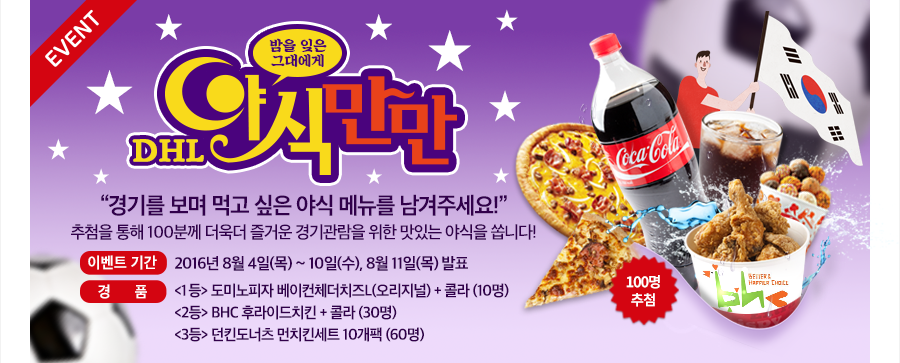 EVENT
밤을 잊은
그대에게
DHL 야식만만
“경기를 보며 먹고 싶은 야식 메뉴를 남겨주세요!”
추첨을 통해 100분께 더욱더 즐거운 경기관람을 위한 맛있는 야식을 쏩니다!
이벤트 기간 2016년 8월 4일(목) ~ 10일(수), 8월 11일(목) 발표
경 품 <1등> 도미노피자 베이컨체더치즈L(오리지널) + 콜라 (10명)
<2등> BHC 후라이드치킨 + 콜라 (30명)
<3등> 던킨도너츠 먼치킨세트 10개팩 (60명)
Coca-Cola
100명
추첨
BETTER &
HAPPIER CHOICE
bhc